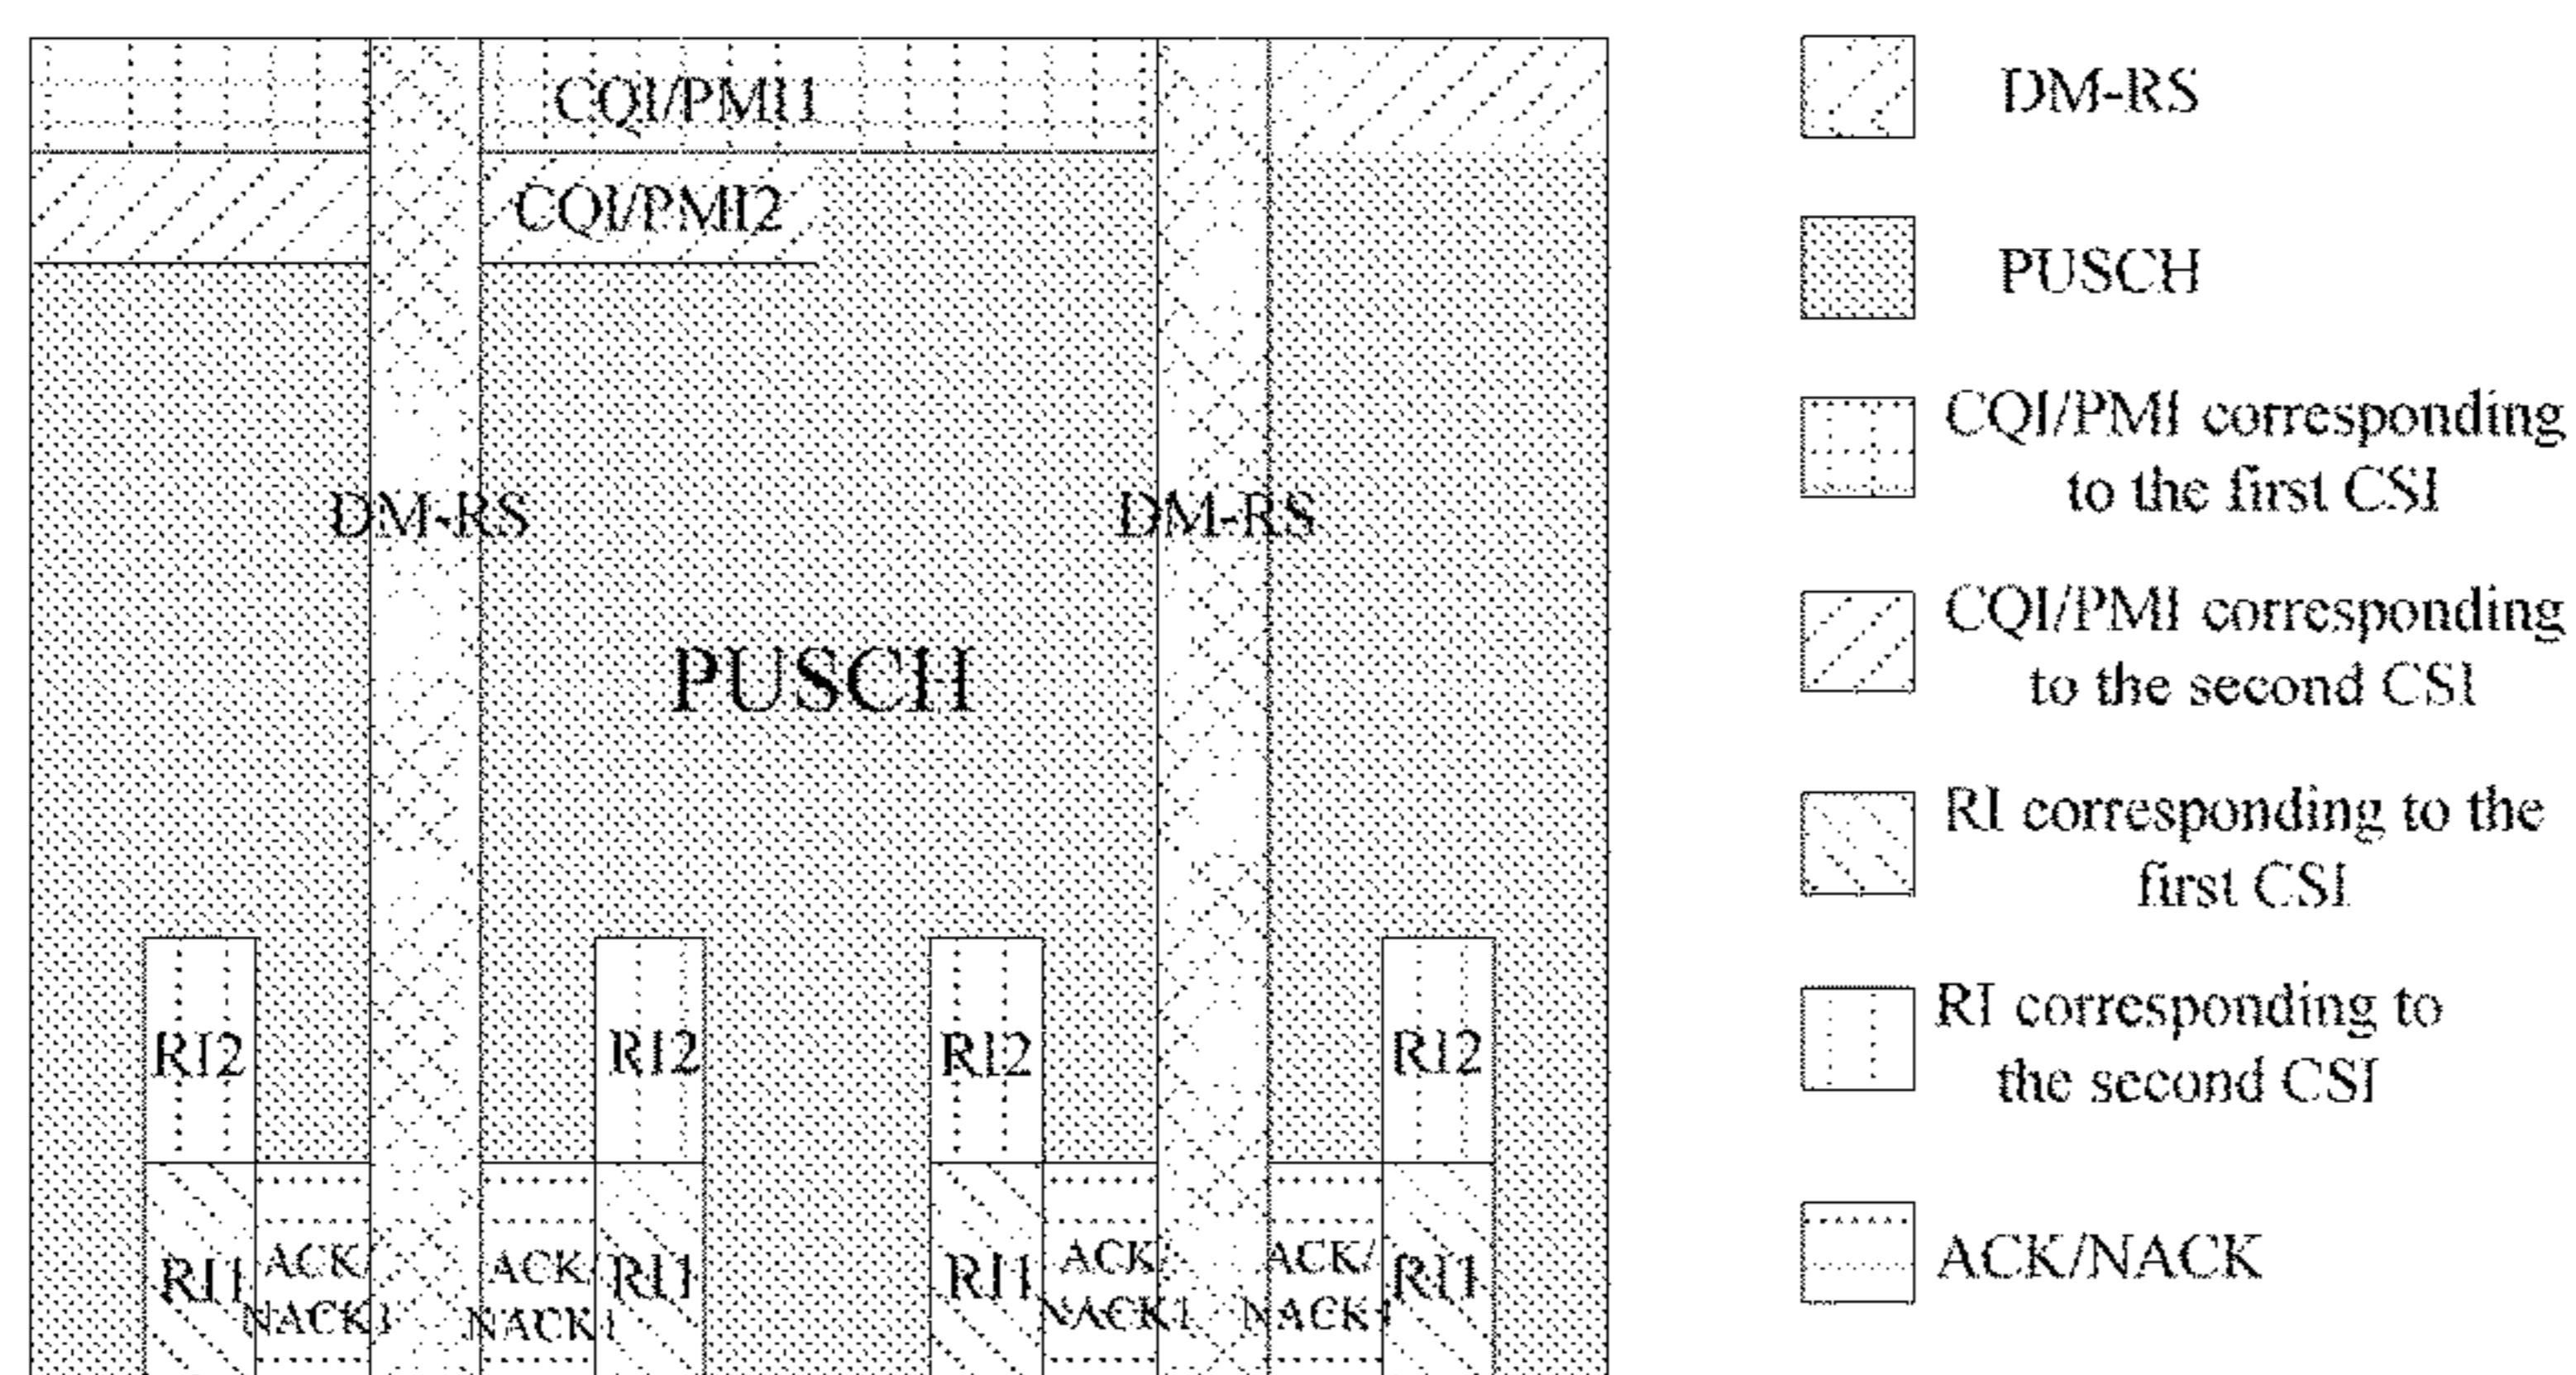 CQI/PMI1
CQI/PMI2
DM-RS
DM-RS
PUSCH
RI2
RI2
RI2
RI2
RI1
ACK/
NACK1
ACK/
NACK1
RI1
RI1
ACK/
NACK1
ACK/
NACK1
RI1
DM-RS
PUSCH
CQI/PMI corresponding
to the first CSI
CQI/PMI corresponding
to the second CSI
RI corresponding to the
first CSI
RI corresponding to
the second CSI
ACK/NACK